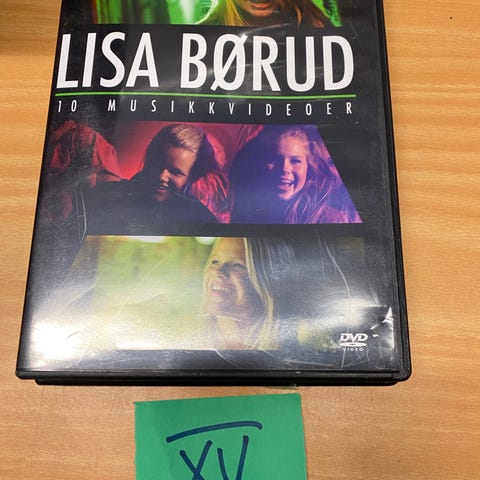 LISA BØRUD
10 MUSIKKVIDEOER
DVD
VIDEO
XV